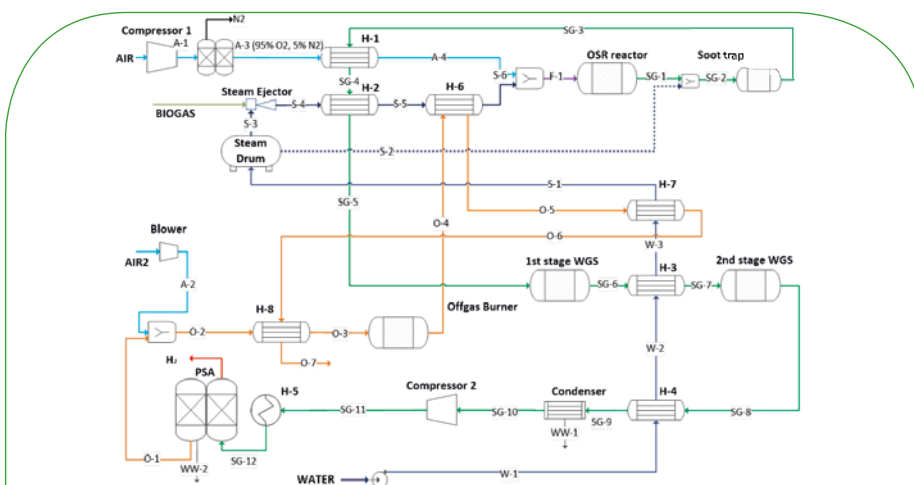 N2
Compressor 1
A-1
A-3 (95% O2, 5% N2)
H-1
SG-3
AIR
A-4
OSR reactor
Soot trap
SG-4
S-6
F-1
SG-1
SG-2
Steam Ejector
H-2
H-6
S-4
S-5
BIOGAS
S-3
Steam
Drum
S-2
S-1
H-7
SG-5
O-4
O-5
O-6
Blower
W-3
AIR2
1st stage WGS
H-3
2nd stage WGS
A-2
SG-6
SG-7
H-8
Offgas Burner
O-2
O-3
W-2
O-7
H₂
PSA
H-5
Compressor 2
Condenser
H-4
SG-11
SG-10
SG-9
SG-8
WW-1
O-1
WW-2
SG-12
WATER
W-1